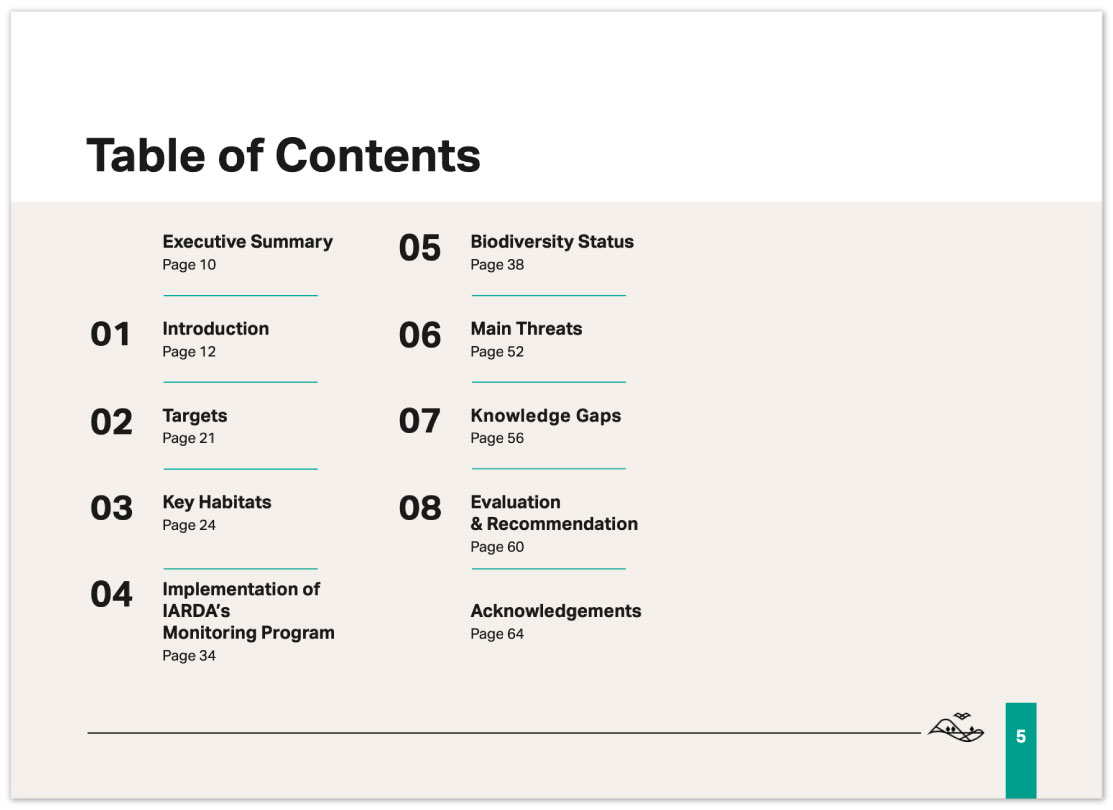 Table of Contents
Executive Summary
Page 10
01
Introduction
Page 12
02
Targets
Page 21
03
Key Habitats
Page 24
04
Implementation of
IARDA’s
Monitoring Program
Page 34
05
Biodiversity Status
Page 38
06
Main Threats
Page 52
07
Knowledge Gaps
Page 56
08
Evaluation
& Recommendation
Page 60
Acknowledgements
Page 64
5